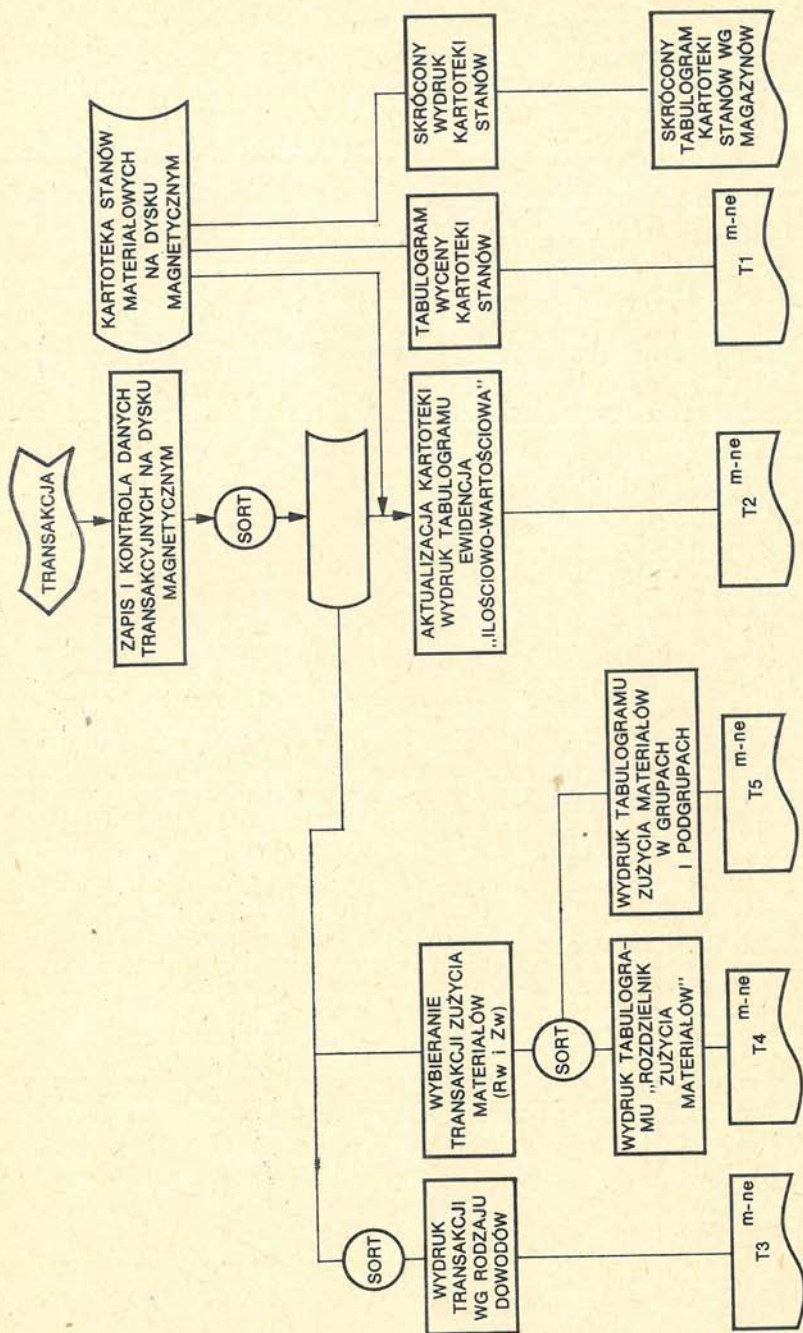 TRANSAKCJA
ZAPIS I KONTROLA DANYCH
TRANSAKCYJNYCH NA DYSKU
MAGNETYCZNYM
SORT
KARTOTEKA STANÓW
MATERIAŁOWYCH
NA DYSKU
MAGNETYCZNYM
WYDRUK
TRANSAKCJI
WG RODZAJU
DOWODÓW
SORT
WYBIERANIE
TRANSAKCJI ZUŻYCIA
MATERIAŁÓW
(Rw i Zw)
AKTUALIZACJA KARTOTEKI
WYDRUK TABULOGRAMU
EWIDENCJA
„ILOŚCIOWO-WARTOŚCIOWA”
TABULOGRAM
WYCENY
KARTOTEKI
STANÓW
SKRÓCONY
WYDRUK
KARTOTEKI
STANÓW
SORT
WYDRUK TABULOGRA-
MU „ROZDZIELNIK
ZUŻYCIA
MATERIAŁÓW”
WYDRUK TABULOGRAMU
ZUŻYCIA MATERIAŁÓW
W GRUPACH
I PODGRUPACH
T3 m-ne
T4 m-ne
T5 m-ne
T2 m-ne
T1 m-ne
SKRÓCONY
TABULOGRAM
KARTOTEKI
STANÓW WG
MAGAZYNÓW